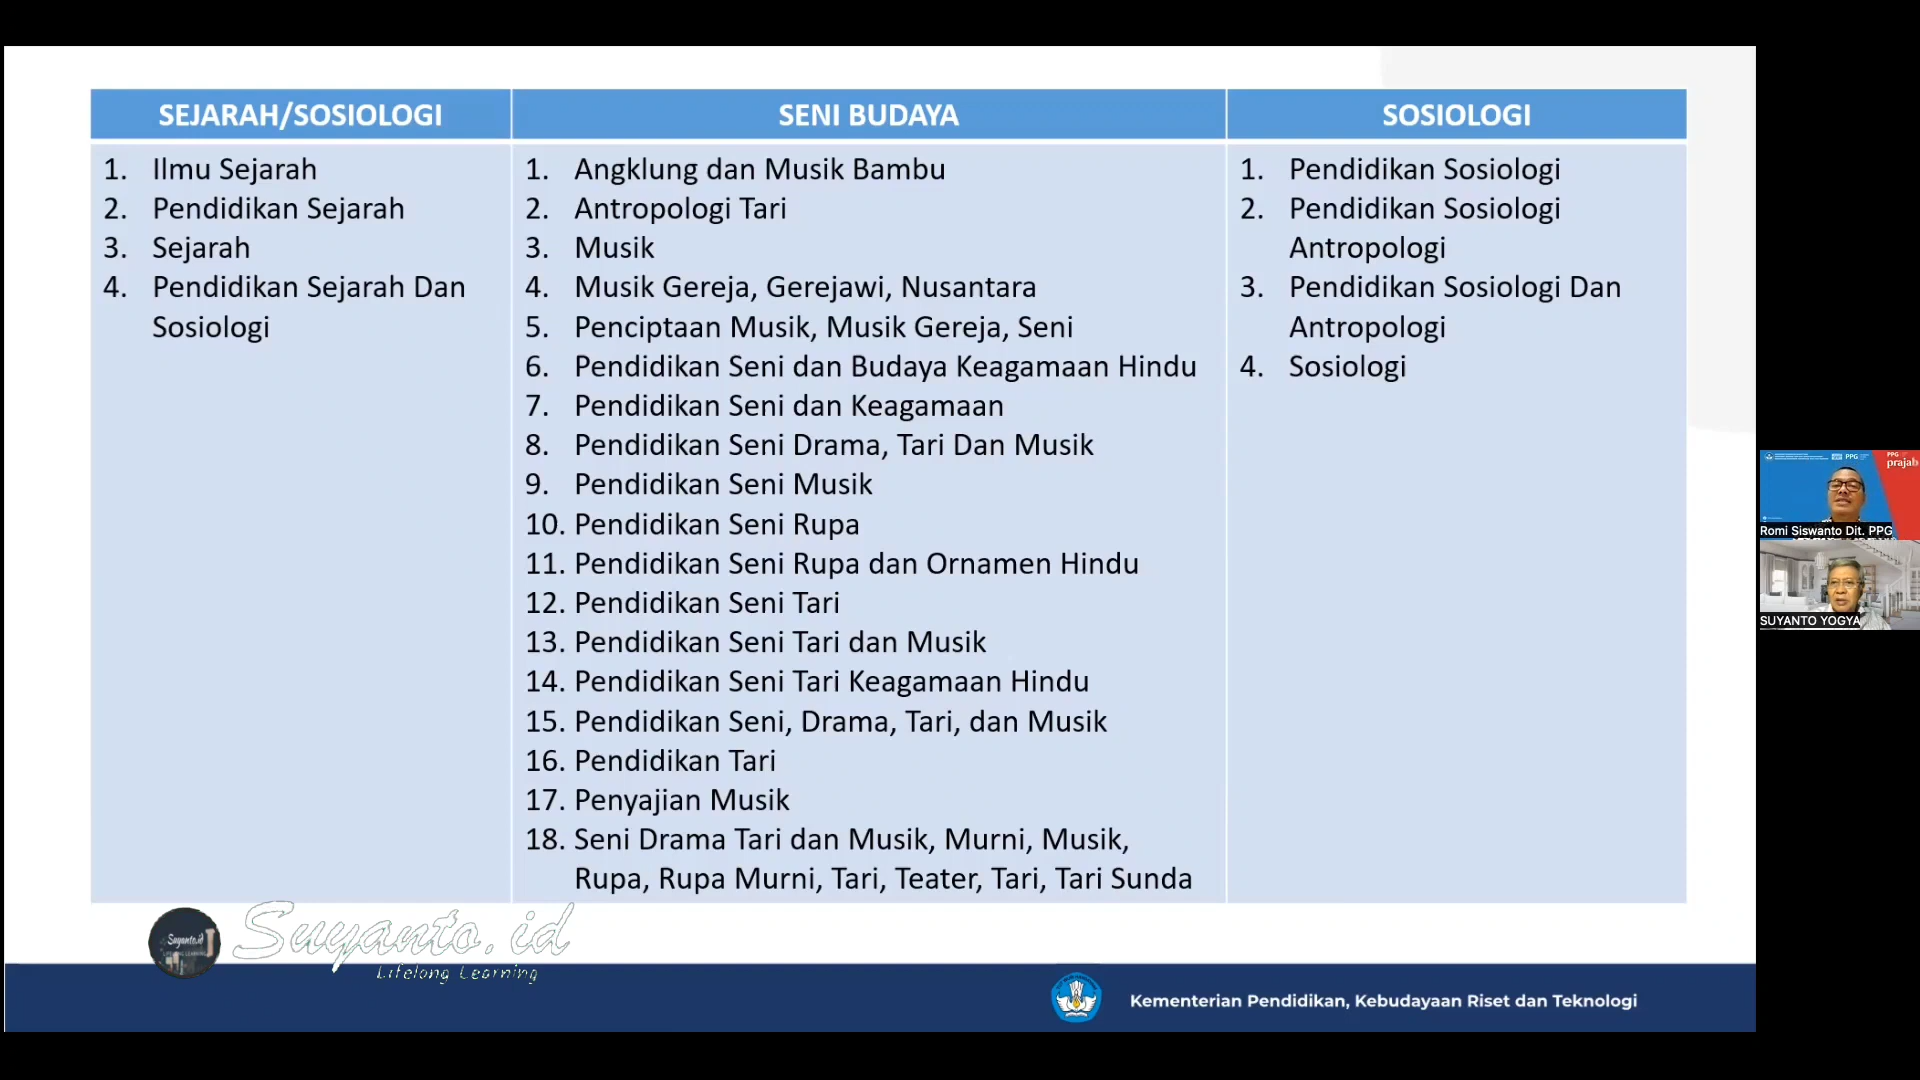 SEJARAH/SOSIOLOGI
1. Ilmu Sejarah
2. Pendidikan Sejarah
3. Sejarah
4. Pendidikan Sejarah Dan
Sosiologi
SENI BUDAYA
1. Angklung dan Musik Bambu
2. Antropologi Tari
3. Musik
4. Musik Gereja, Gerejawi, Nusantara
5. Penciptaan Musik, Musik Gereja, Seni
6. Pendidikan Seni dan Budaya Keagamaan Hindu
7. Pendidikan Seni dan Keagamaan
8. Pendidikan Seni Drama, Tari Dan Musik
9. Pendidikan Seni Musik
10. Pendidikan Seni Rupa
11. Pendidikan Seni Rupa dan Ornamen Hindu
12. Pendidikan Seni Tari
13. Pendidikan Seni Tari dan Musik
14. Pendidikan Seni Tari Keagamaan Hindu
15. Pendidikan Seni, Drama, Tari, dan Musik
16. Pendidikan Tari
17. Penyajian Musik
18. Seni Drama Tari dan Musik, Murni, Musik,
Rupa, Rupa Murni, Tari, Teater, Tari, Tari Sunda
SOSIOLOGI
1. Pendidikan Sosiologi
2. Pendidikan Sosiologi
Antropologi
3. Pendidikan Sosiologi Dan
Antropologi
4. Sosiologi
PPG
PPG
prajab
Romi Siswanto Dit. PPG
SUYANTO YOGYA
Suyanto.id
Suyanto.id
Lifelong Learning
Kementerian Pendidikan, Kebudayaan Riset dan Teknologi